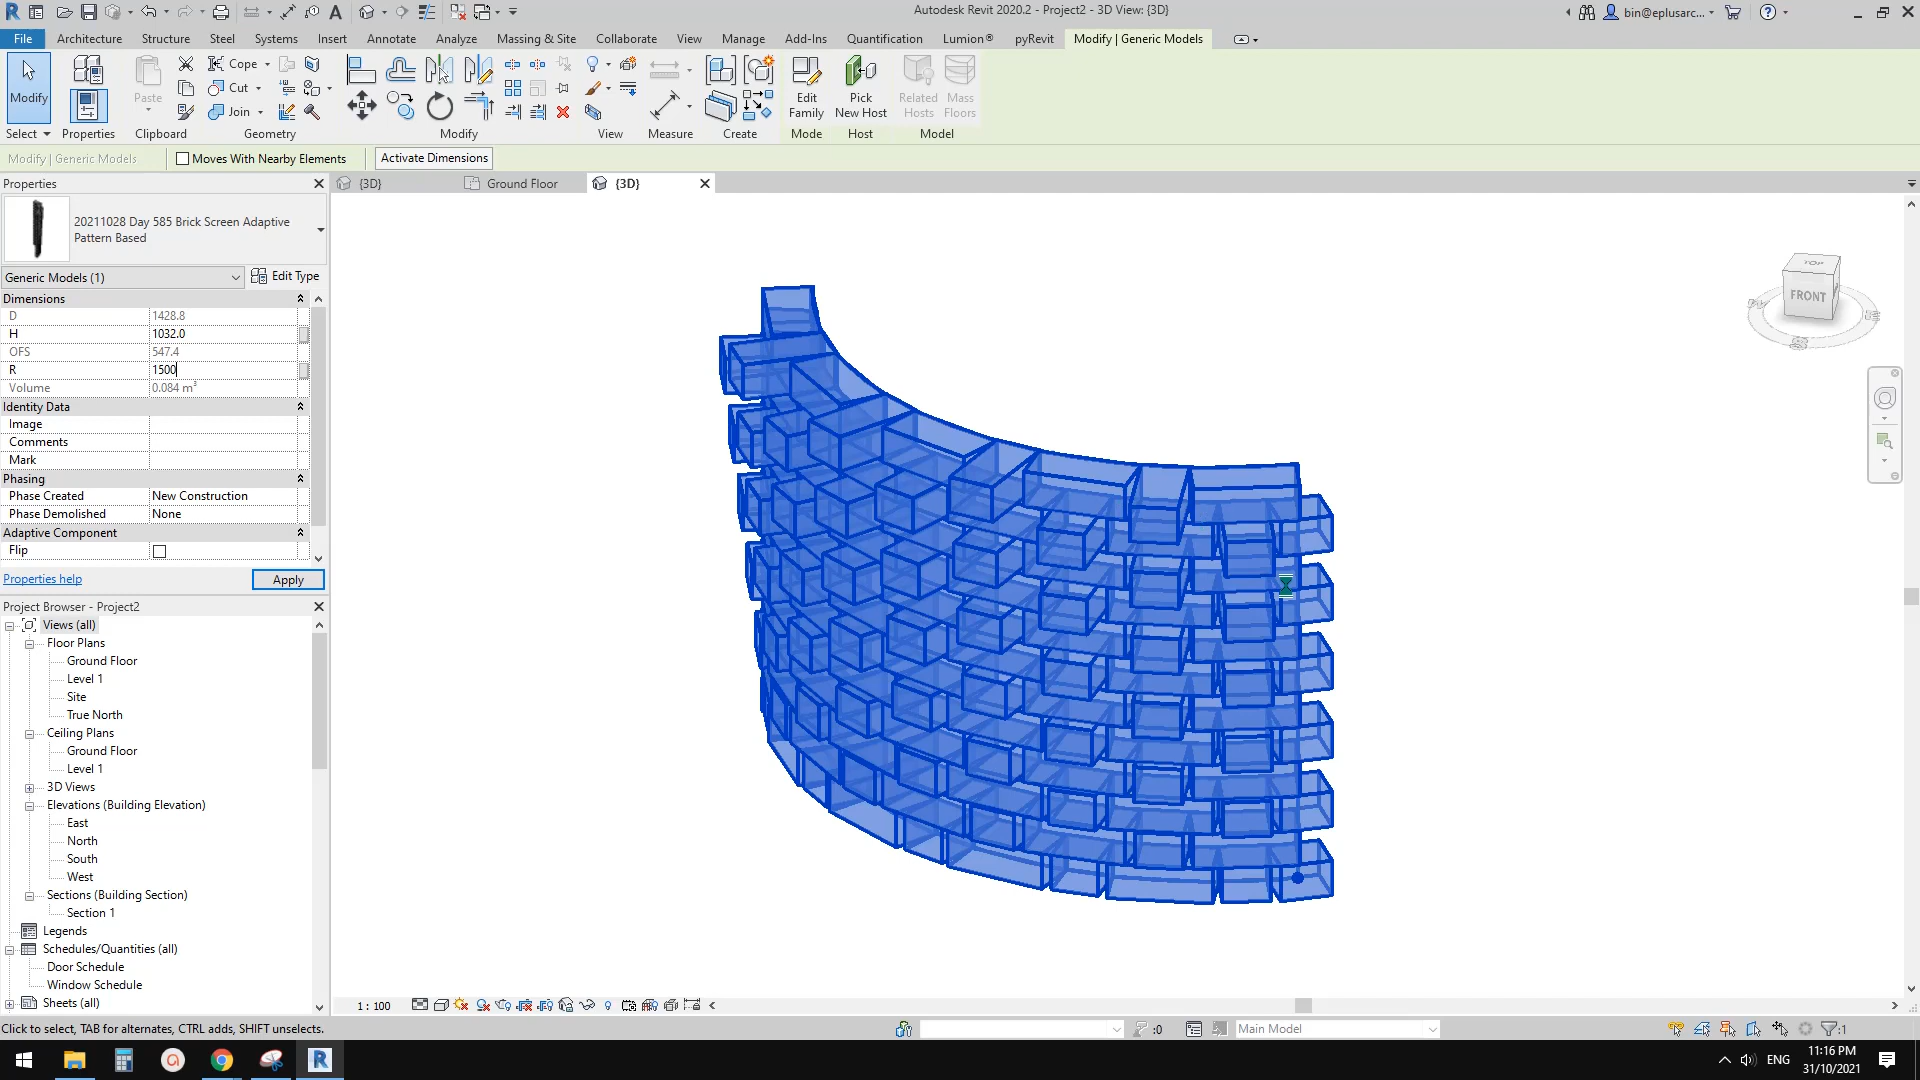 Autodesk Revit 2020.2 - Project2 - 3D View: {3D}
bin@eplusarc...
File Architecture Structure Steel Systems Insert Annotate Analyze Massing & Site Collaborate View Manage Add-Ins Quantification Lumion® pyRevit Modify | Generic Models
Modify
Paste
Cope
Cut
Join
Edit Family
Pick New Host
Related Hosts
Mass Floors
Select Properties Clipboard Geometry Modify View Measure Create Mode Host Model
Modify | Generic Models Moves With Nearby Elements Activate Dimensions
Properties
{3D} Ground Floor {3D}
20211028 Day 585 Brick Screen Adaptive
Pattern Based
Generic Models (1) Edit Type
Dimensions
D 1428.8
H 1032.0
OFS 547.4
R 1500
Volume 0.084 m³
Identity Data
Image
Comments
Mark
Phasing
Phase Created New Construction
Phase Demolished None
Adaptive Component
Flip
Properties help Apply
TOP
FRONT
Project Browser - Project2
Views (all)
Floor Plans
Ground Floor
Level 1
Site
True North
Ceiling Plans
Ground Floor
Level 1
3D Views
Elevations (Building Elevation)
East
North
South
West
Sections (Building Section)
Section 1
Legends
Schedules/Quantities (all)
Door Schedule
Window Schedule
Sheets (all)
1 : 100
Click to select, TAB for alternates, CTRL adds, SHIFT unselects.
:0
Main Model
:1
ENG
11:16 PM
31/10/2021